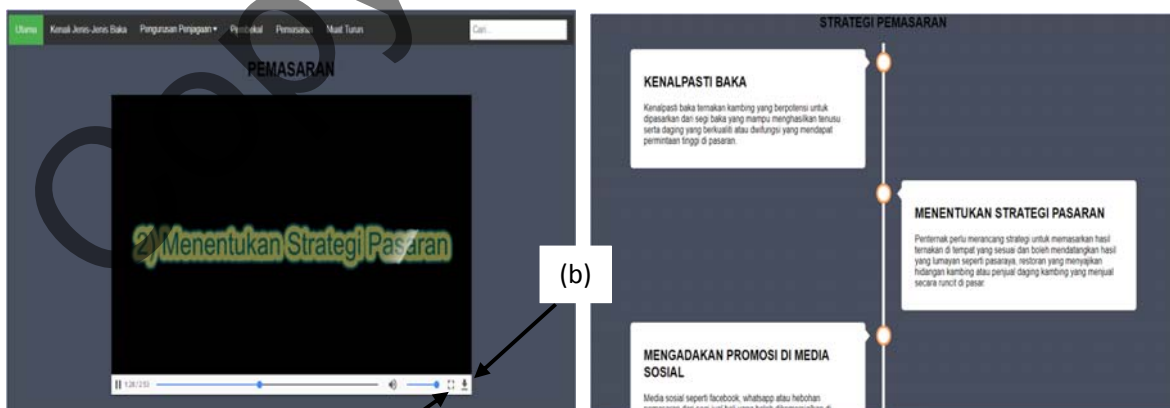 Utama Kenali Jenis-Jenis Baka Pengurusan Penjagaan Pembekal Pemasaran Muat Turun Cari...
PEMASARAN
2) Menentukan Strategi Pasaran
(b)
STRATEGI PEMASARAN
KENALPASTI BAKA
Kenalpasti baka ternakan kambing yang berpotensi untuk
dipasarkan dari segi baka yang mampu menghasilkan tenusu
serta daging yang berkualiti atau dwifungsi yang mendapat
permintaan tinggi di pasaran.
MENENTUKAN STRATEGI PASARAN
Penternak perlu merancang strategi untuk memasarkan hasil
ternakan di tempat yang sesuai dan boleh mendatangkan hasil
yang lumayan seperti pasaraya, restoran yang menyajikan
hidangan kambing atau penjual daging kambing yang menjual
secara runcit di pasar.
MENGADAKAN PROMOSI DI MEDIA
SOSIAL
Media sosial seperti facebook, whatsapp atau hebohan